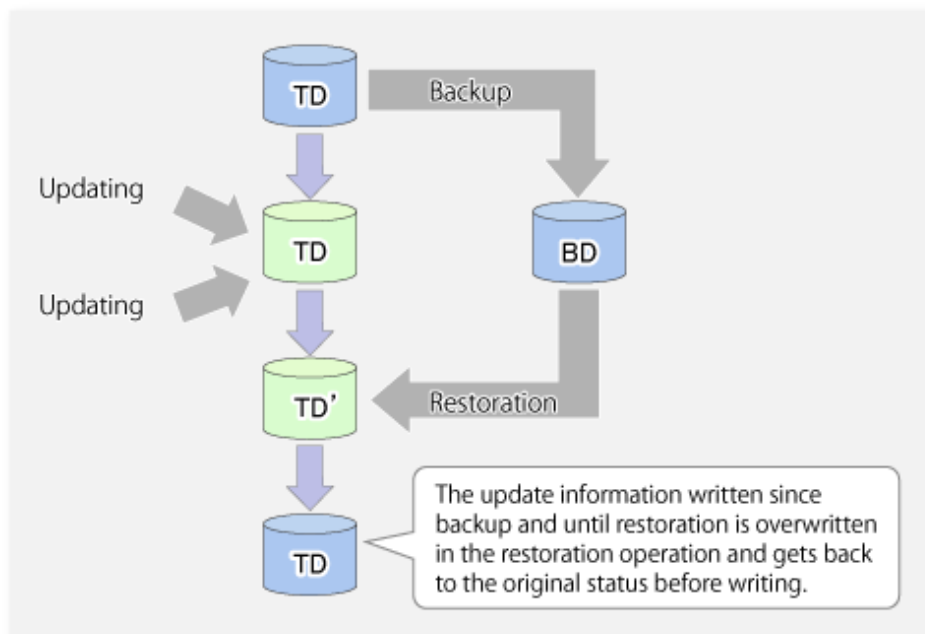 TD
Backup
Updating
TD
BD
Updating
TD'
Restoration
The update information written since
backup and until restoration is overwritten
in the restoration operation and gets back
to the original status before writing.
TD